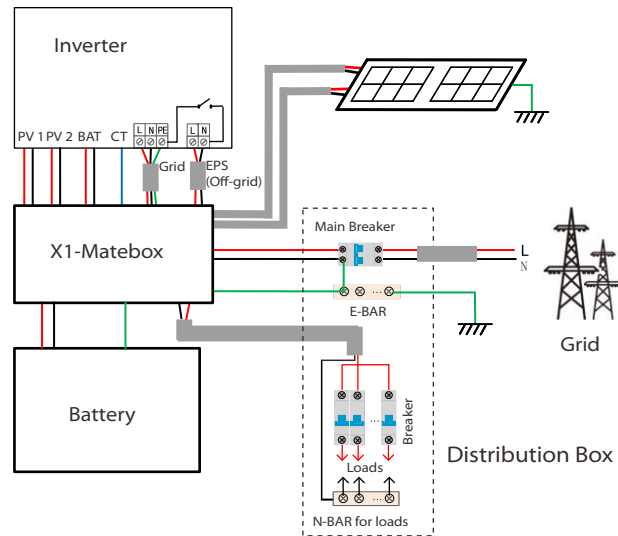 Inverter
PV 1 PV 2 BAT CT
L N PE
L N
Grid
EPS
(Off-grid)
X1-Matebox
Main Breaker
L
N
...
E-BAR
Grid
Battery
...
Breaker
Loads
Distribution Box
...
N-BAR for loads